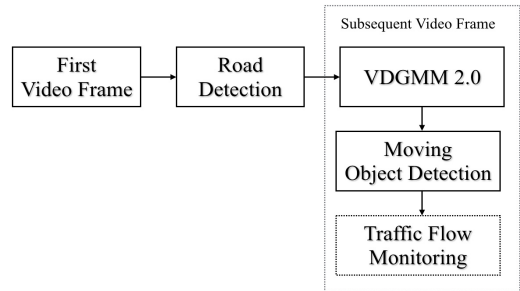 Subsequent Video Frame
First
Video Frame
Road
Detection
VDGMM 2.0
Moving
Object Detection
Traffic Flow
Monitoring